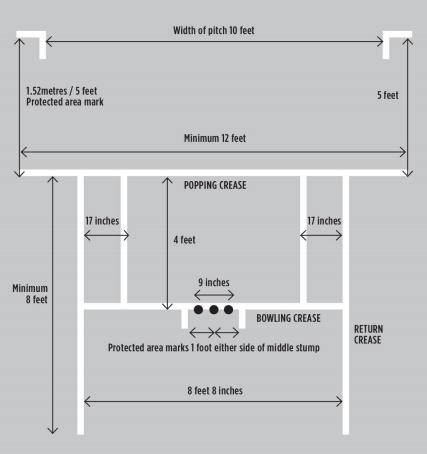 Width of pitch 10 feet
1.52metres / 5 feet
Protected area mark
5 feet
Minimum 12 feet
POPPING CREASE
17 inches
17 inches
4 feet
Minimum
8 feet
9 inches
BOWLING CREASE
RETURN
CREASE
Protected area marks 1 foot either side of middle stump
8 feet 8 inches